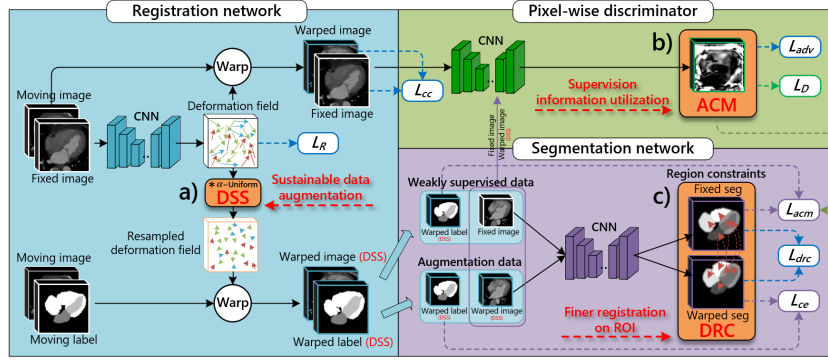 Registration network
Moving image
Fixed image
CNN
Warp
Deformation field
Warped image
Fixed image
L_cc
L_R
a)
* α~Uniform
DSS
Sustainable data
augmentation
Resampled
deformation field
Moving image
Moving label
Warp
Warped image (DSS)
Warped label (DSS)
Pixel-wise discriminator
CNN
Fixed image
Warped image
(DSS)
Supervision
information utilization
b)
ACM
L_adv
L_D
Segmentation network
Weakly supervised data
Warped label
(DSS)
Fixed image
Augmentation data
Warped label
(DSS)
Warped image
(DSS)
CNN
Finer registration
on ROI
c)
Region constraints
Fixed seg
Warped seg
DRC
L_acm
L_drc
L_ce